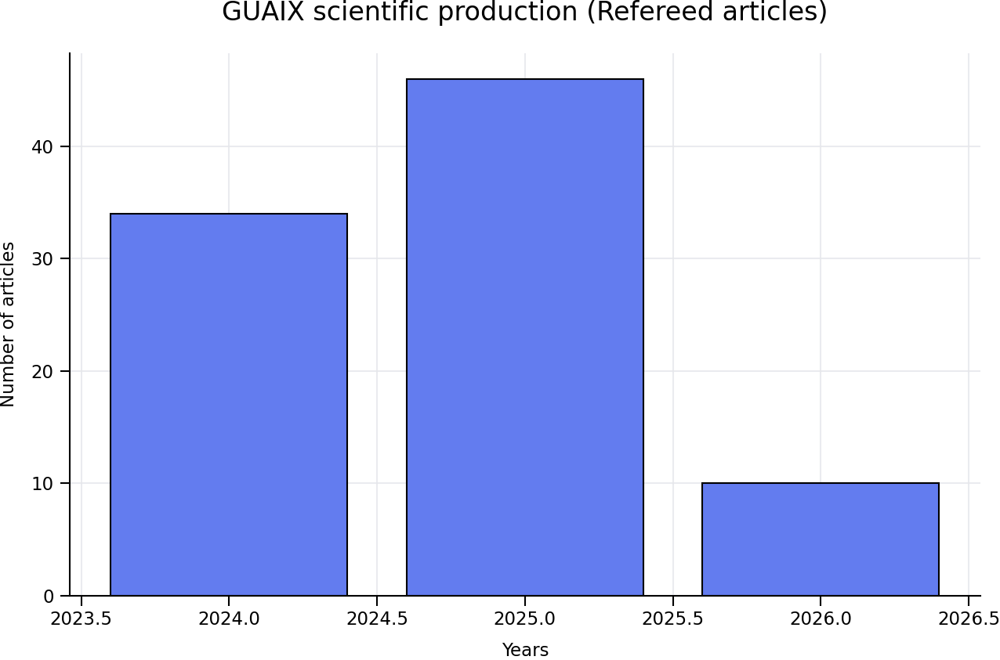 GUAIX scientific production (Refereed articles)
Number of articles
40
30
20
10
0
2023.5 2024.0 2024.5 2025.0 2025.5 2026.0 2026.5
Years